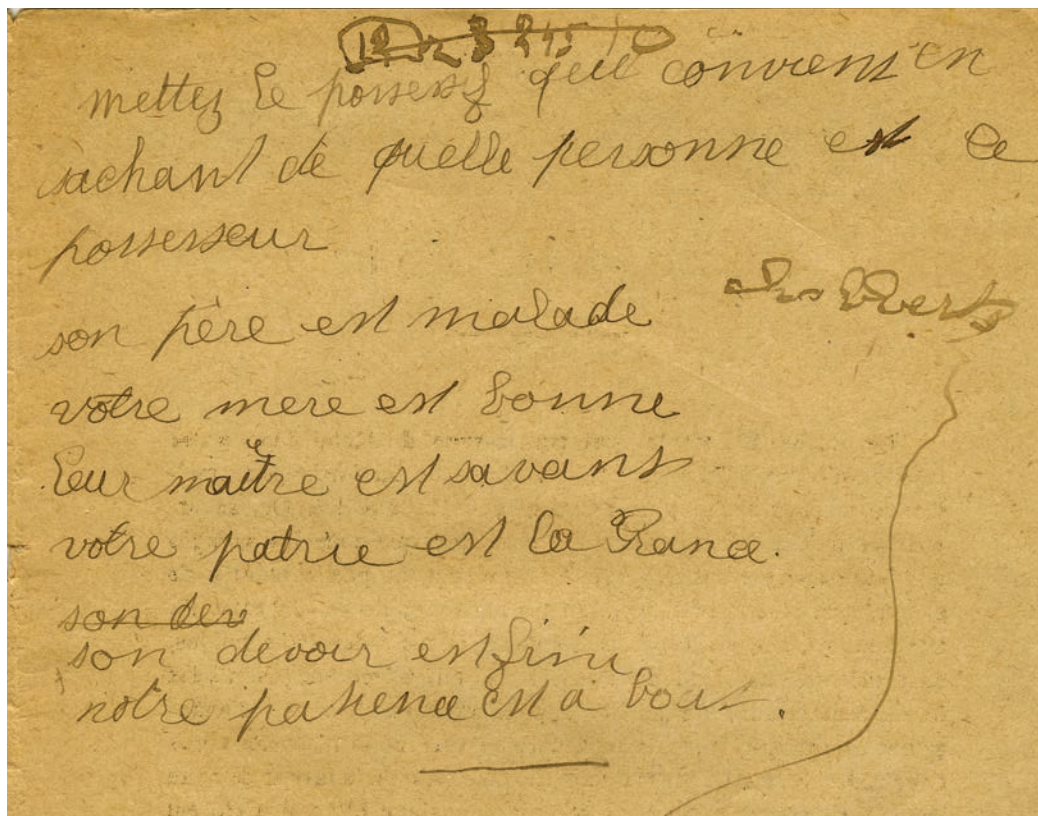 mettez le possessif quil convient en
sachant de quelle personne est le
possesseur
son père est malade
votre mere est bonne
leur maître est savant
votre patrie est la France.
son dev
son devoir est fini
notre patience est a bout.